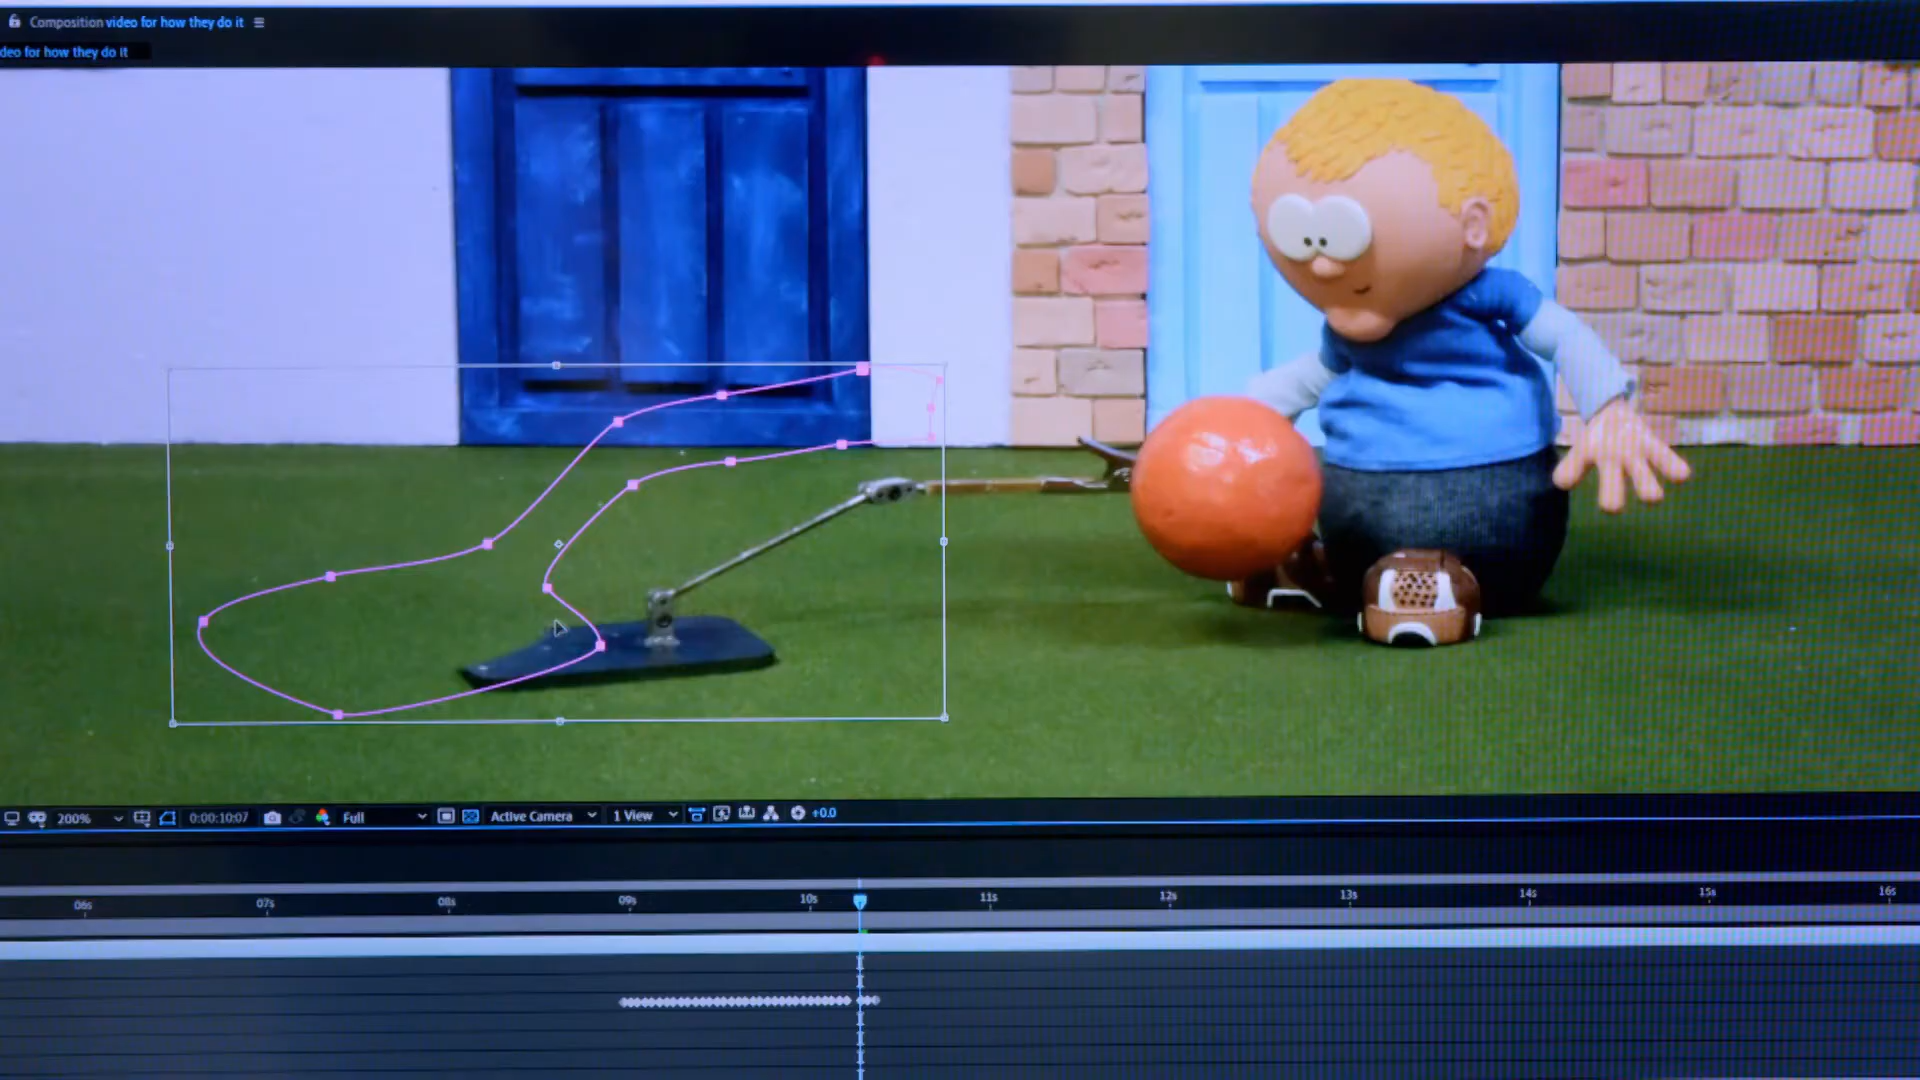 Composition video for how they do it
deo for how they do it
200% 0:00:10:07 Full Active Camera 1 View +0.0
06s 07s 08s 09s 10s 11s 12s 13s 14s 15s 16s